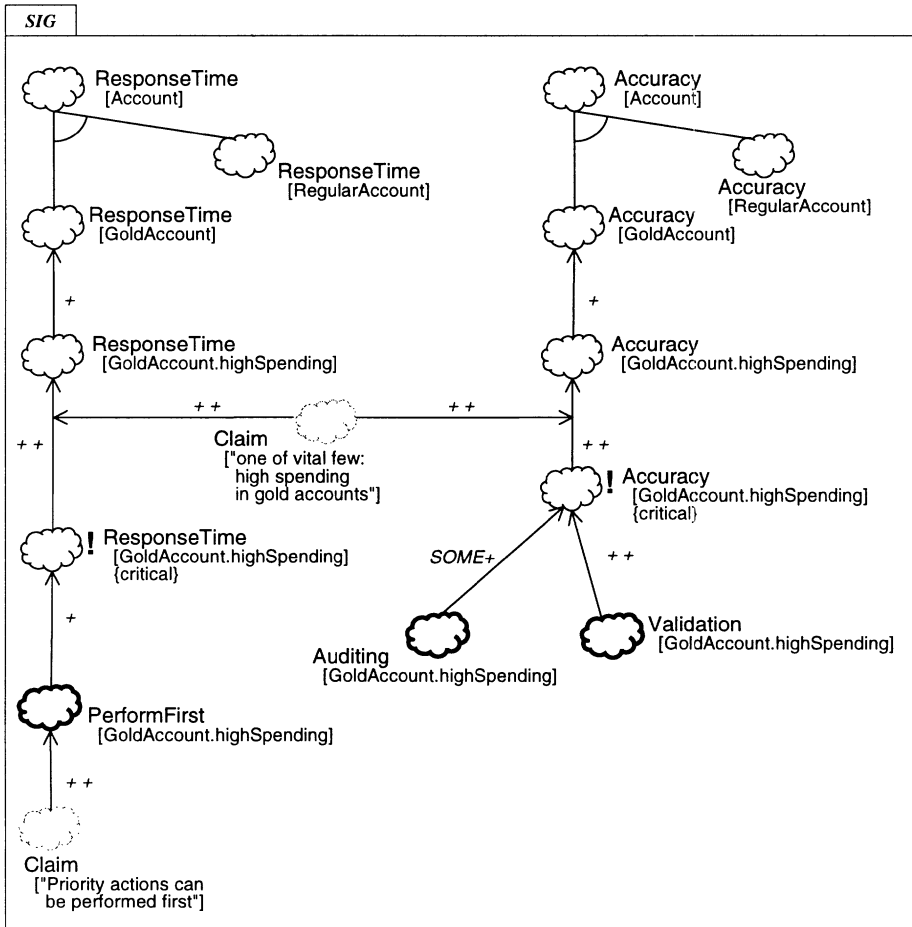 SIG
ResponseTime
[Account]
Accuracy
[Account]
ResponseTime
[RegularAccount]
Accuracy
[RegularAccount]
ResponseTime
[GoldAccount]
Accuracy
[GoldAccount]
+
+
ResponseTime
[GoldAccount.highSpending]
Accuracy
[GoldAccount.highSpending]
++
++
++
++
Claim
["one of vital few:
high spending
in gold accounts"]
! Accuracy
[GoldAccount.highSpending]
{critical}
! ResponseTime
[GoldAccount.highSpending]
{critical}
SOME+
++
+
Auditing
[GoldAccount.highSpending]
Validation
[GoldAccount.highSpending]
PerformFirst
[GoldAccount.highSpending]
++
Claim
["Priority actions can
be performed first"]